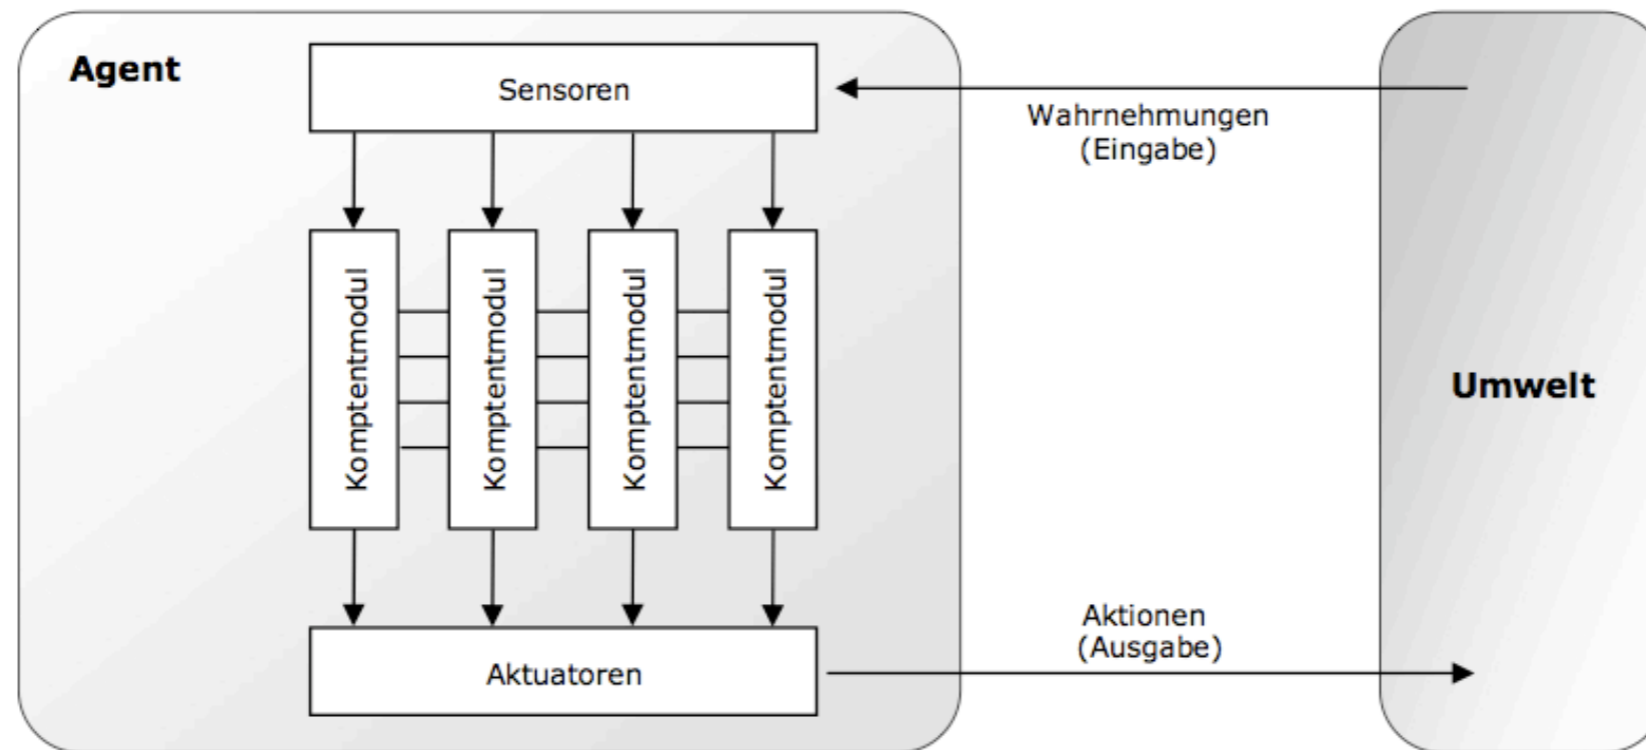 Agent
Sensoren
Wahrnehmungen
(Eingabe)
Komptentmodul
Komptentmodul
Komptentmodul
Komptentmodul
Umwelt
Aktionen
(Ausgabe)
Aktuatoren